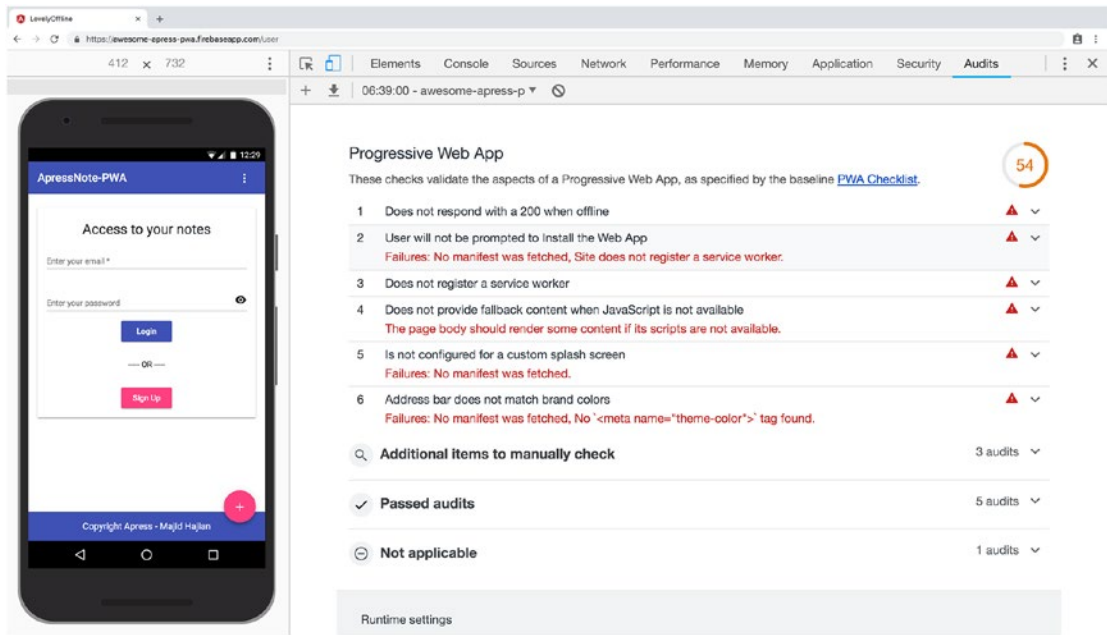 LovelyOffline
https://awesome-apress-pwa.firebaseapp.com/user
412 × 732
Elements Console Sources Network Performance Memory Application Security Audits
06:39:00 - awesome-apress-p
12:29
ApressNote-PWA
Access to your notes
Enter your email *
Enter your password
Login
---- OR ----
Sign Up
+
Copyright Apress - Majid Hajian
Progressive Web App
54
These checks validate the aspects of a Progressive Web App, as specified by the baseline PWA Checklist.
1 Does not respond with a 200 when offline
2 User will not be prompted to Install the Web App
Failures: No manifest was fetched, Site does not register a service worker.
3 Does not register a service worker
4 Does not provide fallback content when JavaScript is not available
The page body should render some content if its scripts are not available.
5 Is not configured for a custom splash screen
Failures: No manifest was fetched.
6 Address bar does not match brand colors
Failures: No manifest was fetched, No `<meta name="theme-color">` tag found.
Additional items to manually check 3 audits
Passed audits 5 audits
Not applicable 1 audits
Runtime settings